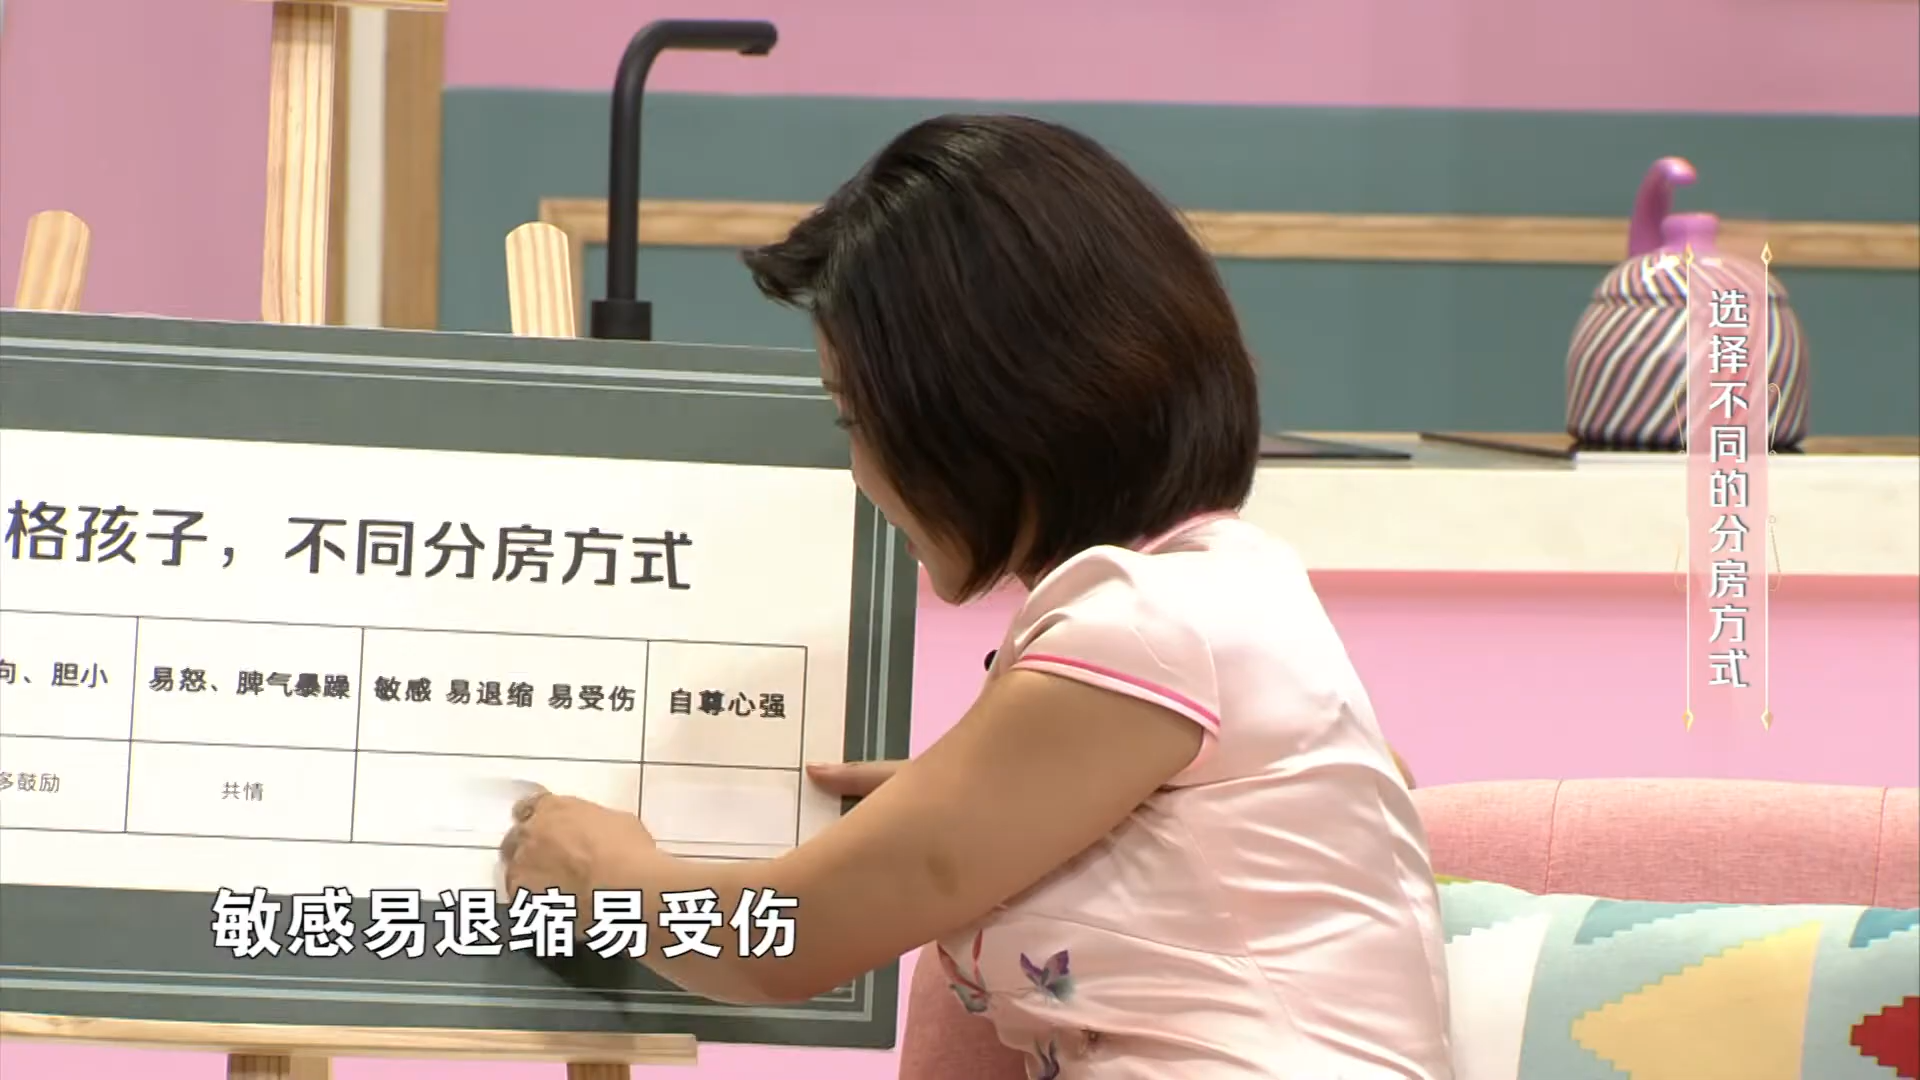 格孩子，不同分房方式
向、胆小
易怒、脾气暴躁
敏感 易退缩 易受伤
自尊心强
多鼓励
共情
选择不同的分房方式
敏感易退缩易受伤